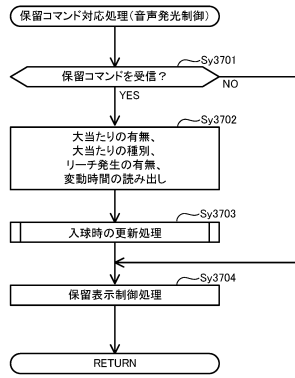 保留コマンド対応処理(音声発光制御)
Sy3701
保留コマンドを受信?
NO
YES
Sy3702
大当たりの有無、
大当たりの種別、
リーチ発生の有無、
変動時間の読み出し
Sy3703
入球時の更新処理
Sy3704
保留表示制御処理
RETURN